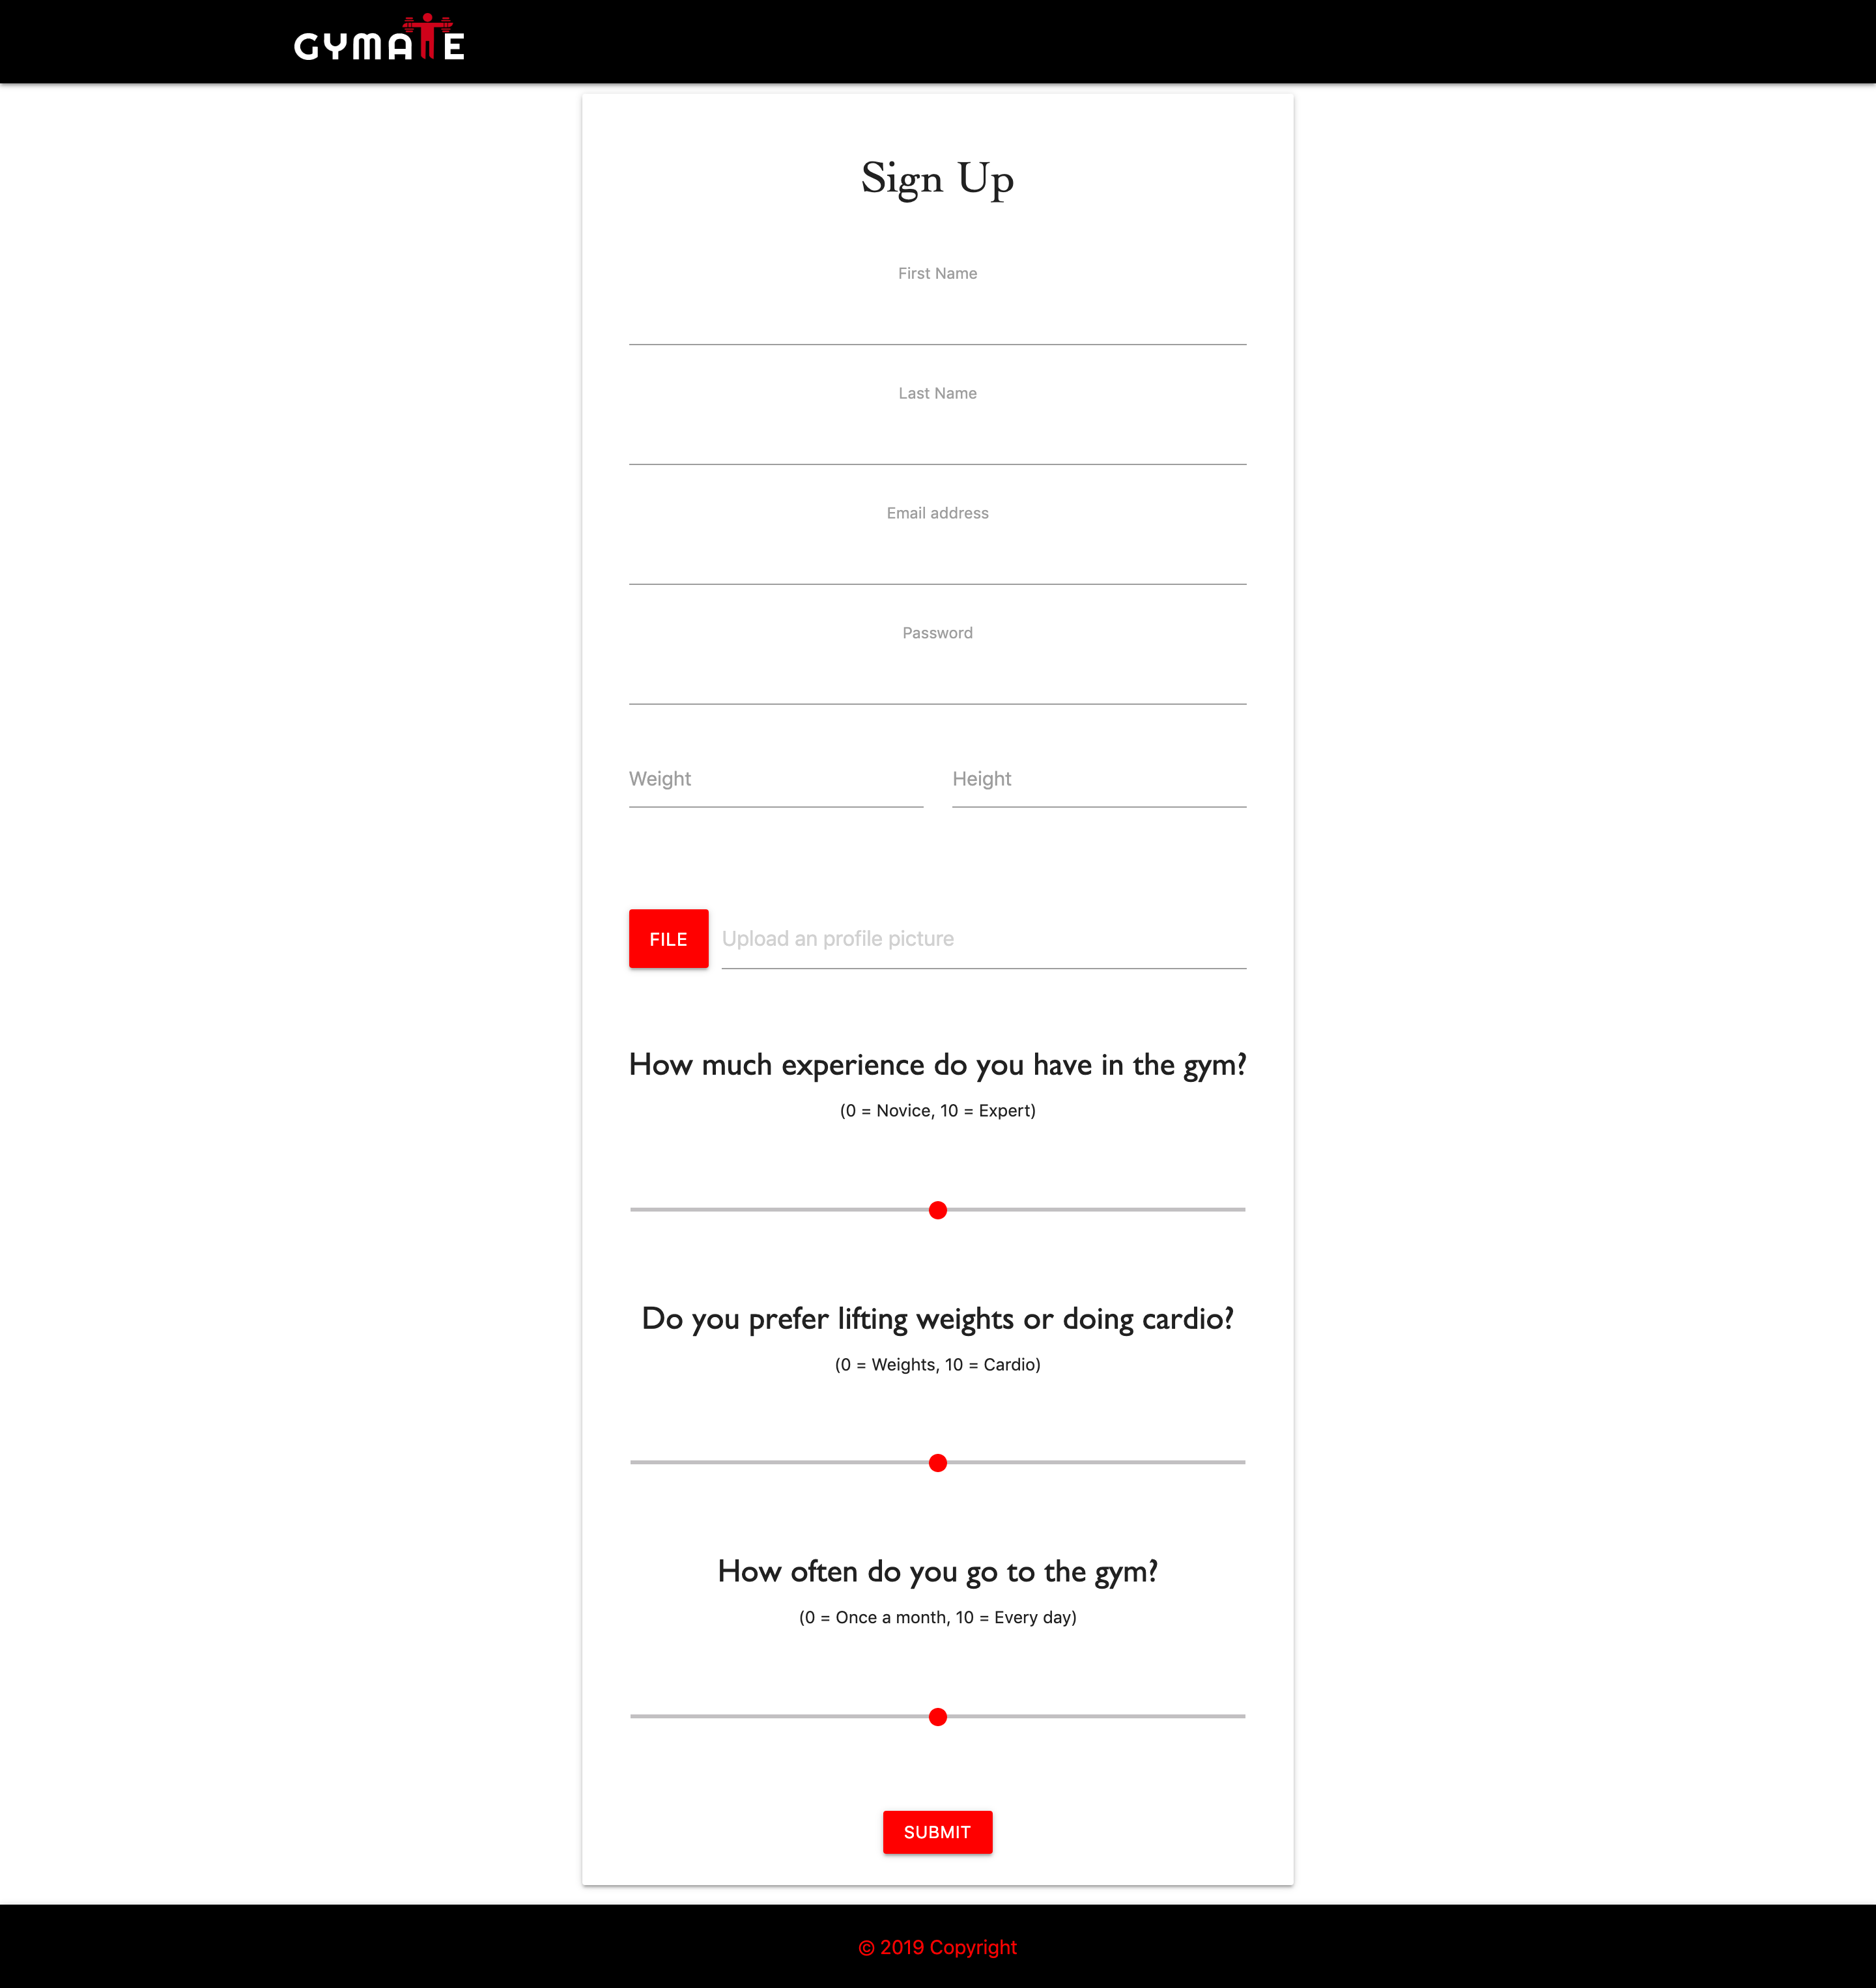 GYMATE
Sign Up
First Name
Last Name
Email address
Password
Weight Height
FILE Upload an profile picture
How much experience do you have in the gym?
(0 = Novice, 10 = Expert)
Do you prefer lifting weights or doing cardio?
(0 = Weights, 10 = Cardio)
How often do you go to the gym?
(0 = Once a month, 10 = Every day)
SUBMIT
© 2019 Copyright